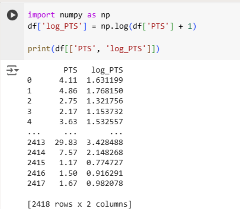 import numpy as np
df['log_PTS'] = np.log(df['PTS'] + 1)
print(df[['PTS', 'log_PTS']])
PTS log_PTS
0 4.11 1.631199
1 4.86 1.768150
2 2.75 1.321756
3 2.17 1.153732
4 3.63 1.532557
... ... ...
2413 29.83 3.428488
2414 7.57 2.148268
2415 1.17 0.774727
2416 1.50 0.916291
2417 1.67 0.982078
[2418 rows x 2 columns]